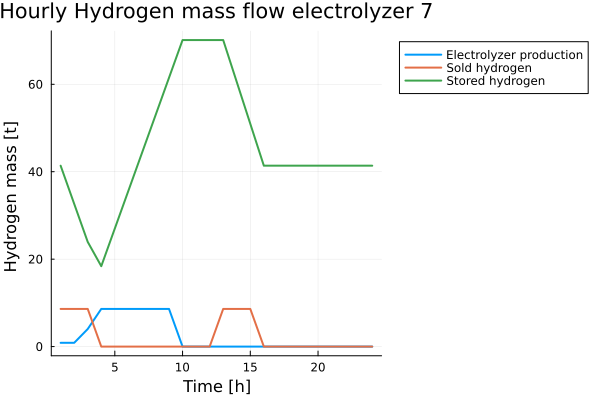 Hourly Hydrogen mass flow electrolyzer 7
Electrolyzer production
Sold hydrogen
Stored hydrogen
Hydrogen mass [t]
60
40
20
0
5
10
15
20
Time [h]